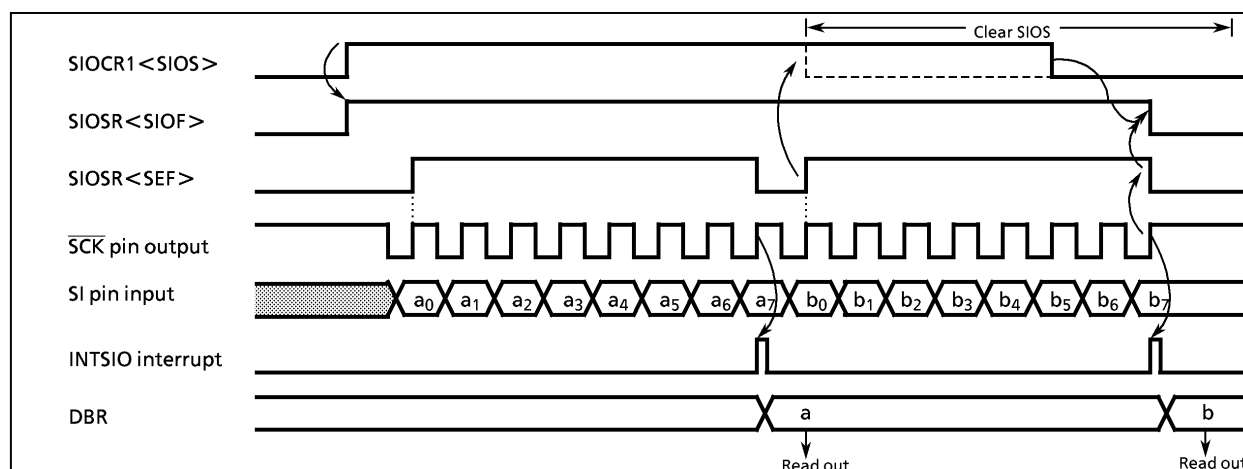 Clear SIOS
SIOCR1<SIOS>
SIOSR<SIOF>
SIOSR<SEF>
SCK pin output
SI pin input
a0 a1 a2 a3 a4 a5 a6 a7 b0 b1 b2 b3 b4 b5 b6 b7
INTSIO interrupt
DBR
a
b
Read out
Read out